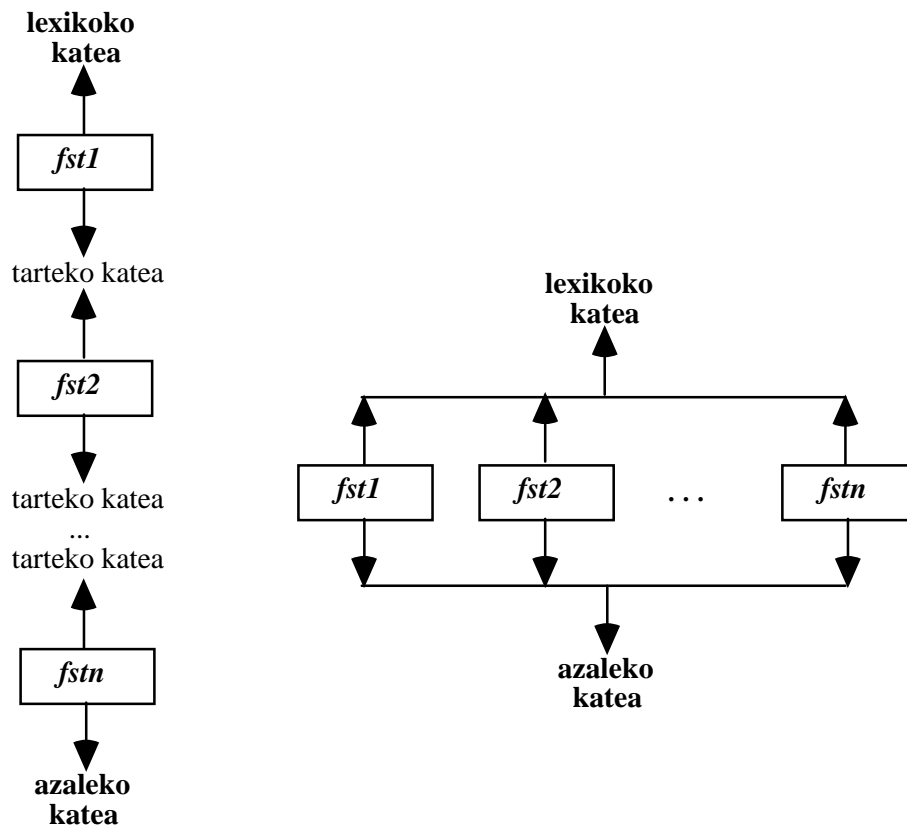 lexikoko
katea
fst1
tarteko katea
fst2
tarteko katea
...
tarteko katea
fstn
azaleko
katea
lexikoko
katea
fst1 fst2 ... fstn
azaleko
katea